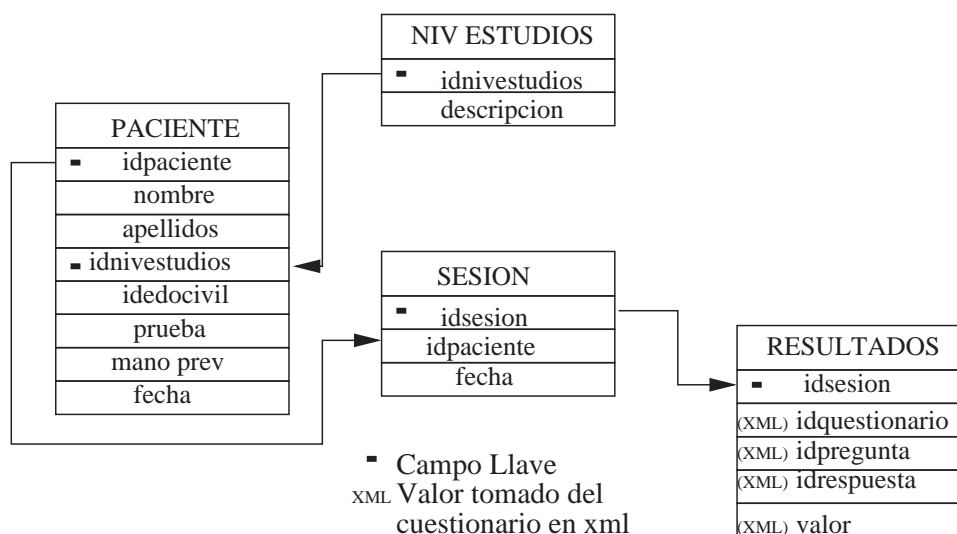 NIV ESTUDIOS
idnivestudios
descripcion
PACIENTE
idpaciente
nombre
apellidos
idnivestudios
idedocivil
prueba
mano prev
fecha
SESION
idsesion
idpaciente
fecha
RESULTADOS
idsesion
(XML) idquestionario
(XML) idpregunta
(XML) idrespuesta
(XML) valor
Campo Llave
XML Valor tomado del
cuestionario en xml